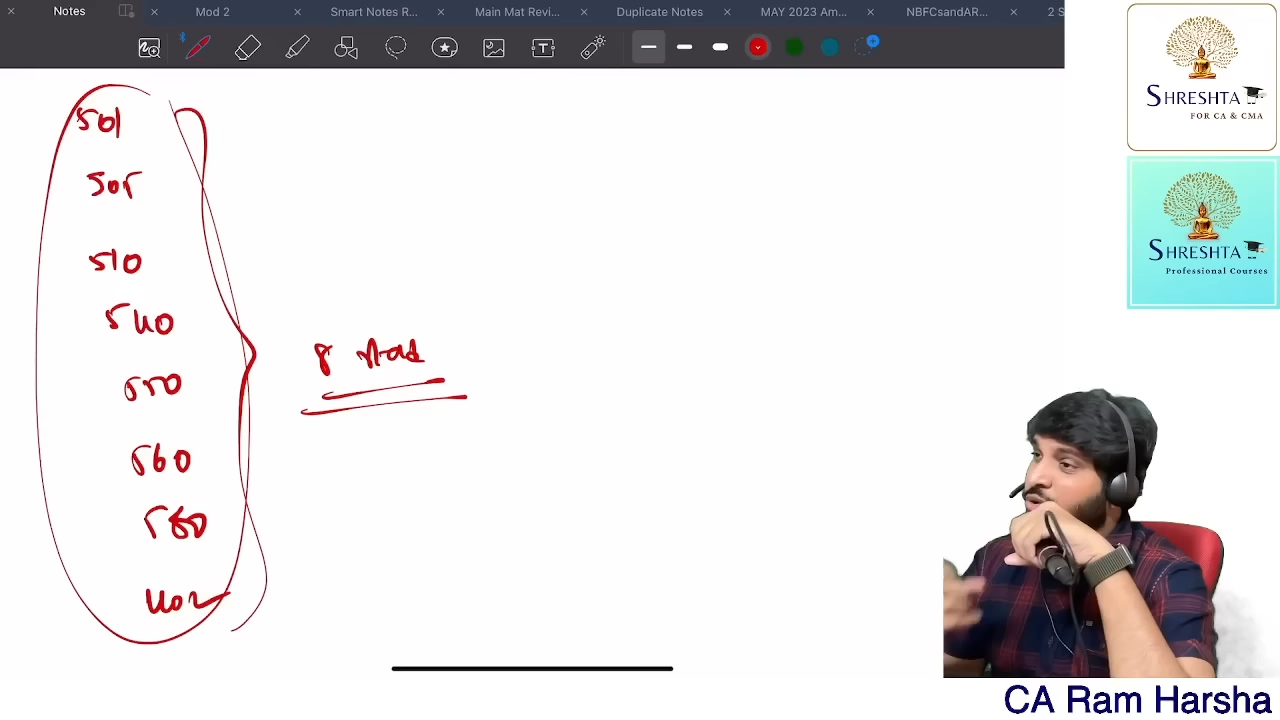 Notes
Mod 2
Smart Notes R...
Main Mat Revi...
Duplicate Notes
MAY 2023 Am...
NBFCsandAR...
2 S
SHRESHTA
FOR CA & CMA
SHRESHTA
Professional Courses
501
505
510
540
550
560
580
402
8
CA Ram Harsha